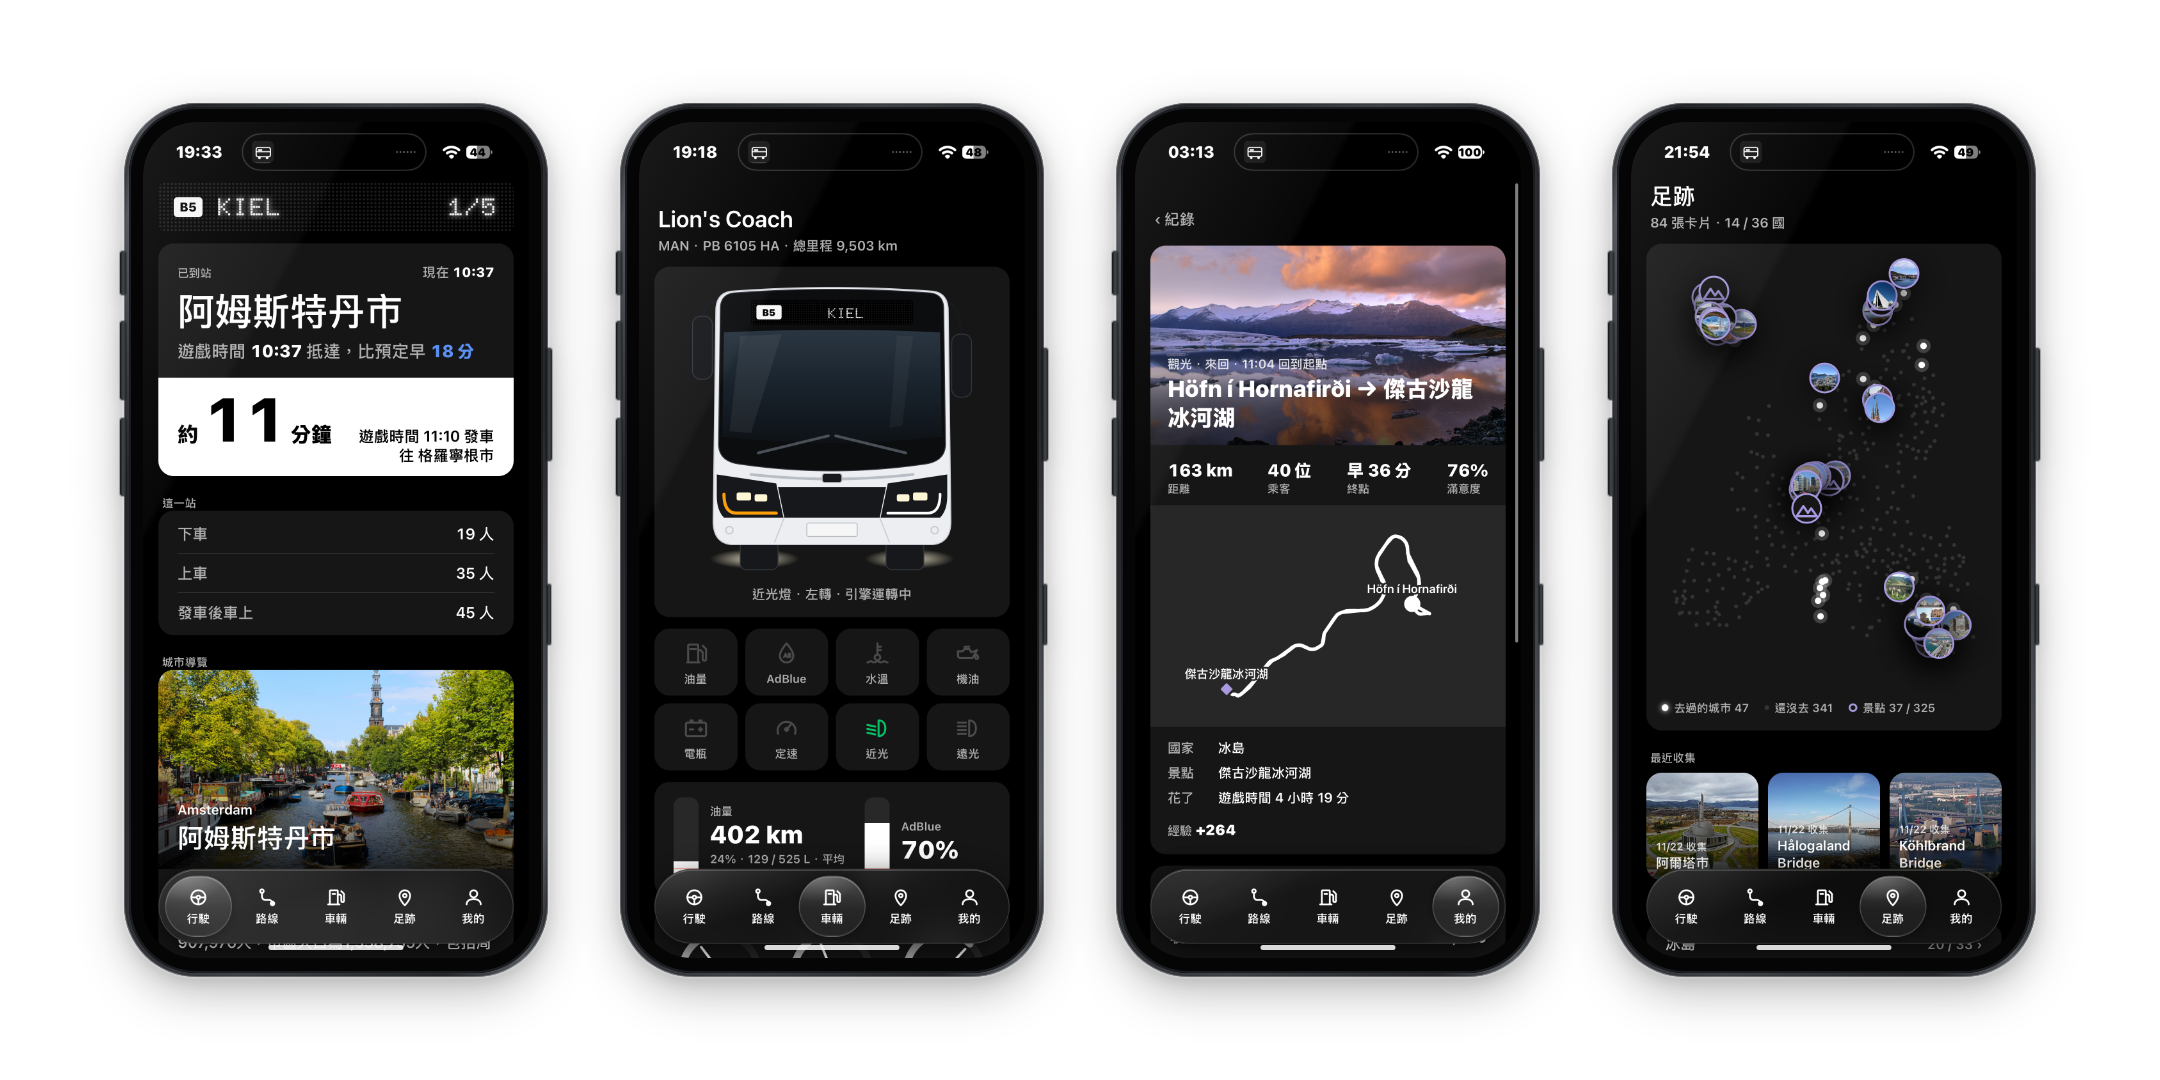 19:33
44
B5 KIEL 1/5
已到站 現在 10:37
阿姆斯特丹市
遊戲時間 10:37 抵達，比預定早 18 分
約 11 分鐘
遊戲時間 11:10 發車
往 格羅寧根市
這一站
下車 19 人
上車 35 人
發車後車上 45 人
城市導覽
Amsterdam
阿姆斯特丹市
行駛 路線 車輛 足跡 我的
19:18
48
Lion's Coach
MAN · PB 6105 HA · 總里程 9,503 km
B5 KIEL
近光燈 · 左轉 · 引擎運轉中
油量 AdBlue 水溫 機油
電瓶 定速 近光 遠光
油量
402 km
24% · 129 / 525 L · 平均
AdBlue
70%
行駛 路線 車輛 足跡 我的
03:13
100
‹ 紀錄
觀光 · 來回 · 11:04 回到起點
Höfn í Hornafirði → 傑古沙龍
冰河湖
163 km 40 位 早 36 分 76%
距離 乘客 終點 滿意度
Höfn í Hornafirði
傑古沙龍冰河湖
國家 冰島
景點 傑古沙龍冰河湖
花了 遊戲時間 4 小時 19 分
經驗 +264
行駛 路線 車輛 足跡 我的
21:54
49
足跡
84 張卡片 · 14 / 36 國
去過的城市 47 還沒去 341 景點 37 / 325
最近收集
11/22 收集
阿爾塔市
11/22 收集
Hålogaland
Bridge
11/22 收集
Köhlbrand
Bridge
行駛 路線 車輛 足跡 我的
冰島 20 / 33 ›